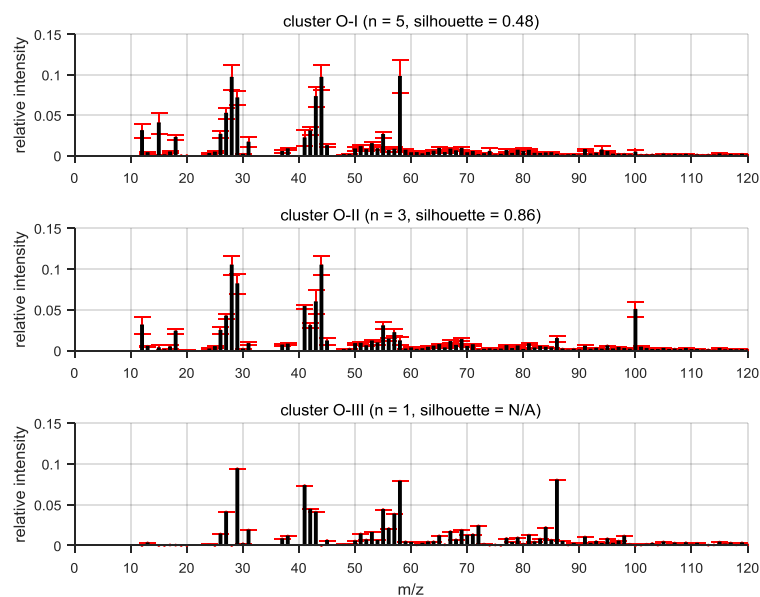 cluster O-I (n = 5, silhouette = 0.48)
relative intensity
0.15
0.1
0.05
0
0 10 20 30 40 50 60 70 80 90 100 110 120
cluster O-II (n = 3, silhouette = 0.86)
relative intensity
0.15
0.1
0.05
0
0 10 20 30 40 50 60 70 80 90 100 110 120
cluster O-III (n = 1, silhouette = N/A)
relative intensity
0.15
0.1
0.05
0
0 10 20 30 40 50 60 70 80 90 100 110 120
m/z